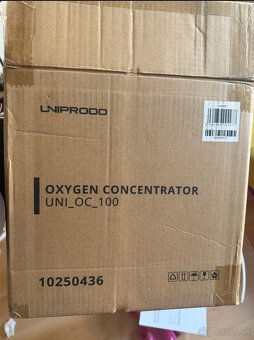 UNIPRODO
OXYGEN CONCENTRATOR
UNI_OC_100
10250436